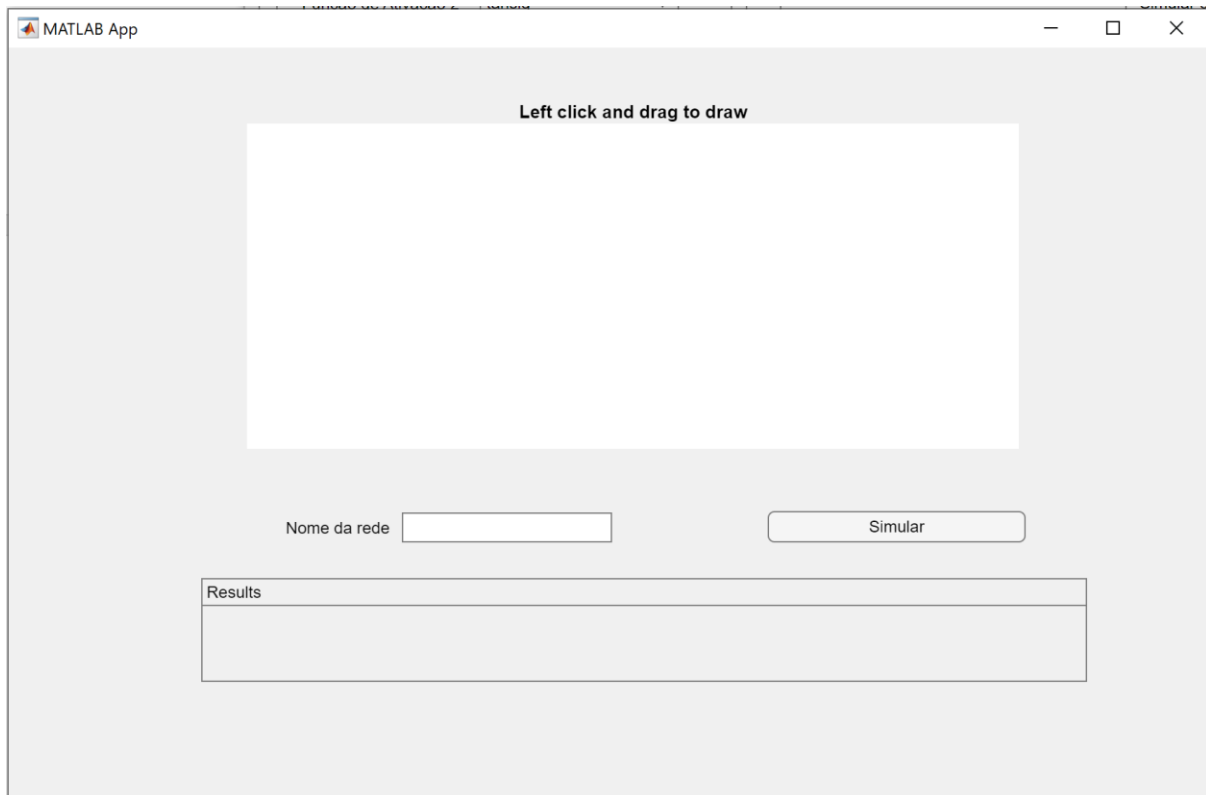 MATLAB App
Left click and drag to draw
Nome da rede
Simular
Results